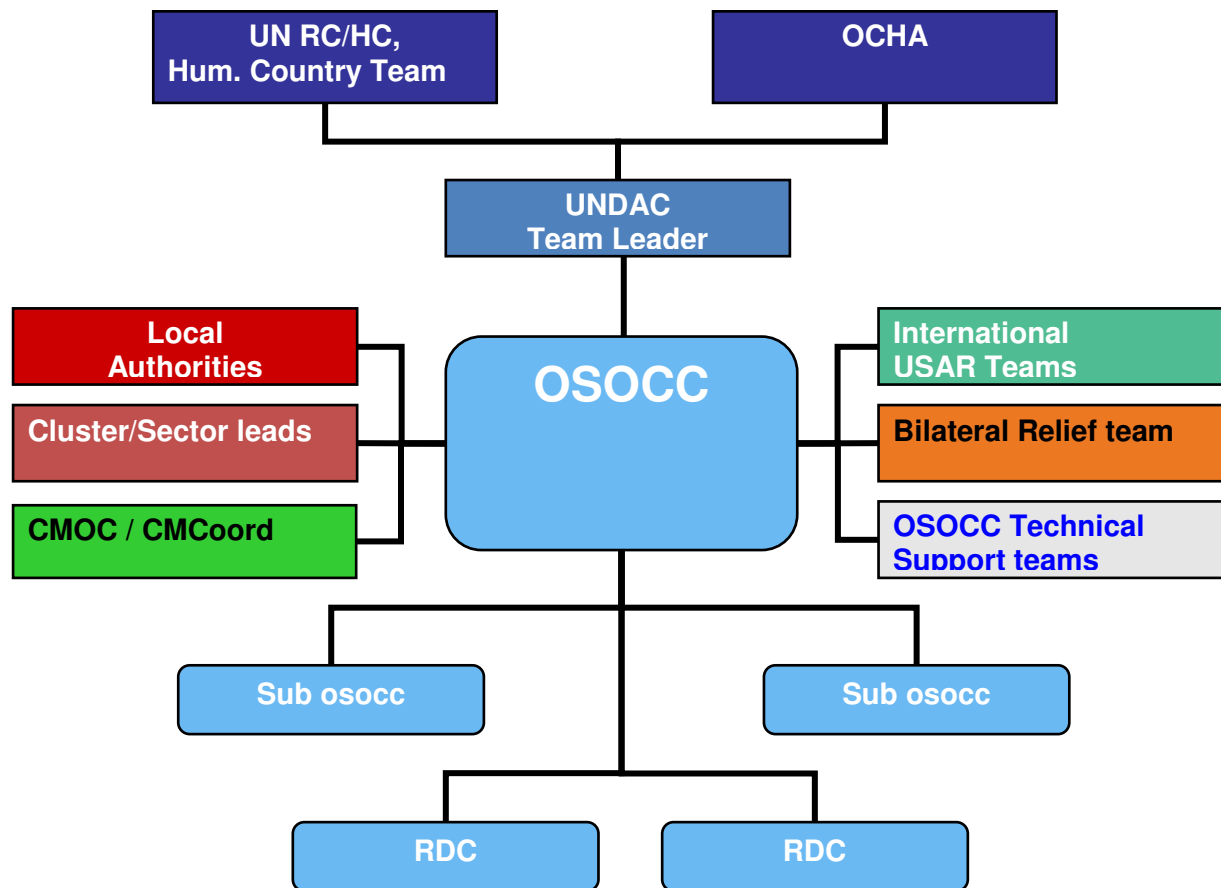 UN RC/HC,
Hum. Country Team
OCHA
UNDAC
Team Leader
Local
Authorities
Cluster/Sector leads
CMOC / CMCoord
OSOCC
International
USAR Teams
Bilateral Relief team
OSOCC Technical
Support teams
Sub osocc
Sub osocc
RDC
RDC